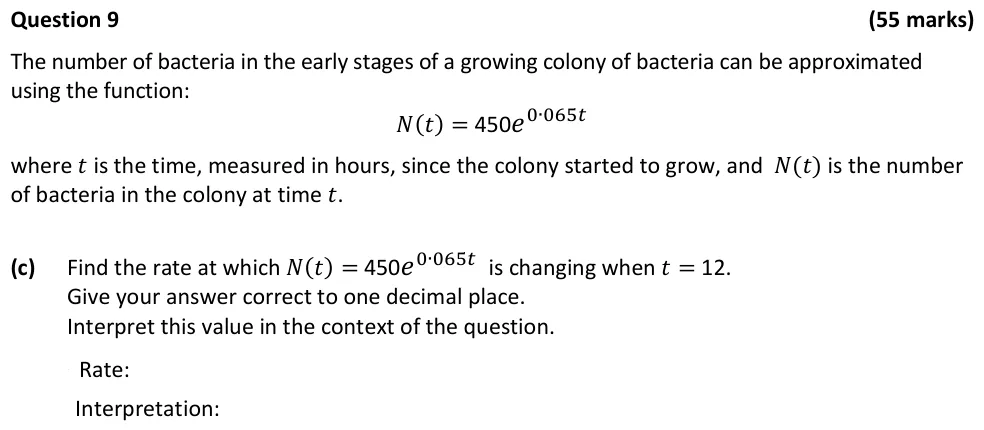 Question 9 (55 marks)
The number of bacteria in the early stages of a growing colony of bacteria can be approximated
using the function:
N(t) = 450e^{0·065t}
where t is the time, measured in hours, since the colony started to grow, and N(t) is the number
of bacteria in the colony at time t.
(c) Find the rate at which N(t) = 450e^{0·065t} is changing when t = 12.
Give your answer correct to one decimal place.
Interpret this value in the context of the question.
Rate:
Interpretation: